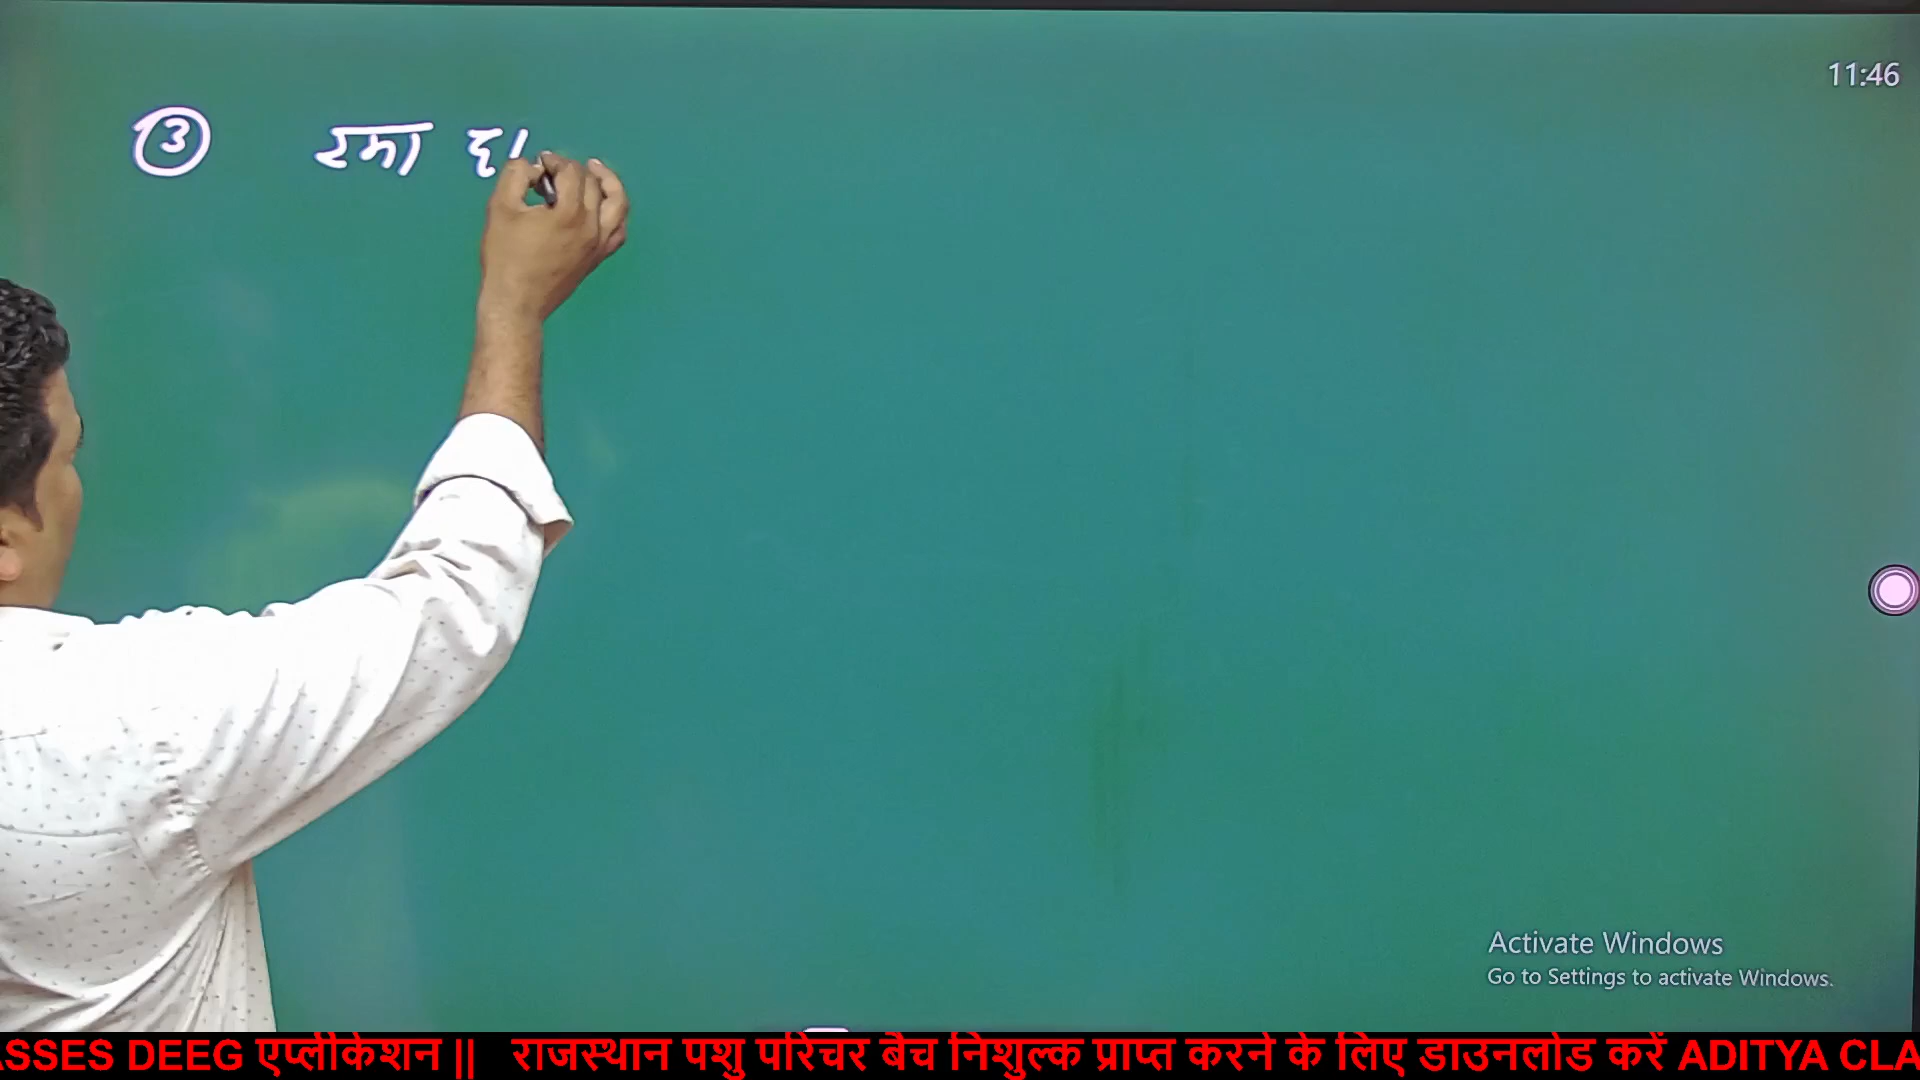 11:46
③ रमा
Activate Windows
Go to Settings to activate Windows.
ASSES DEEG एप्लीकेशन || राजस्थान पशु परिचर बैच निशुल्क प्राप्त करने के लिए डाउनलोड करें ADITYA CLA